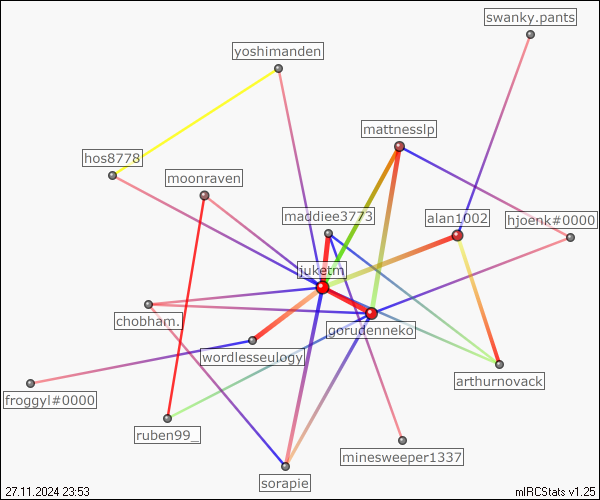 swanky.pants
yoshimanden
mattnesslp
hos8778
moonraven
maddiee3773
alan1002
hjoenk#0000
juketm
chobham.
gorudenneko
wordlesseulogy
arthurnovack
froggyl#0000
ruben99_
minesweeper1337
sorapie
27.11.2024 23:53
mIRCStats v1.25